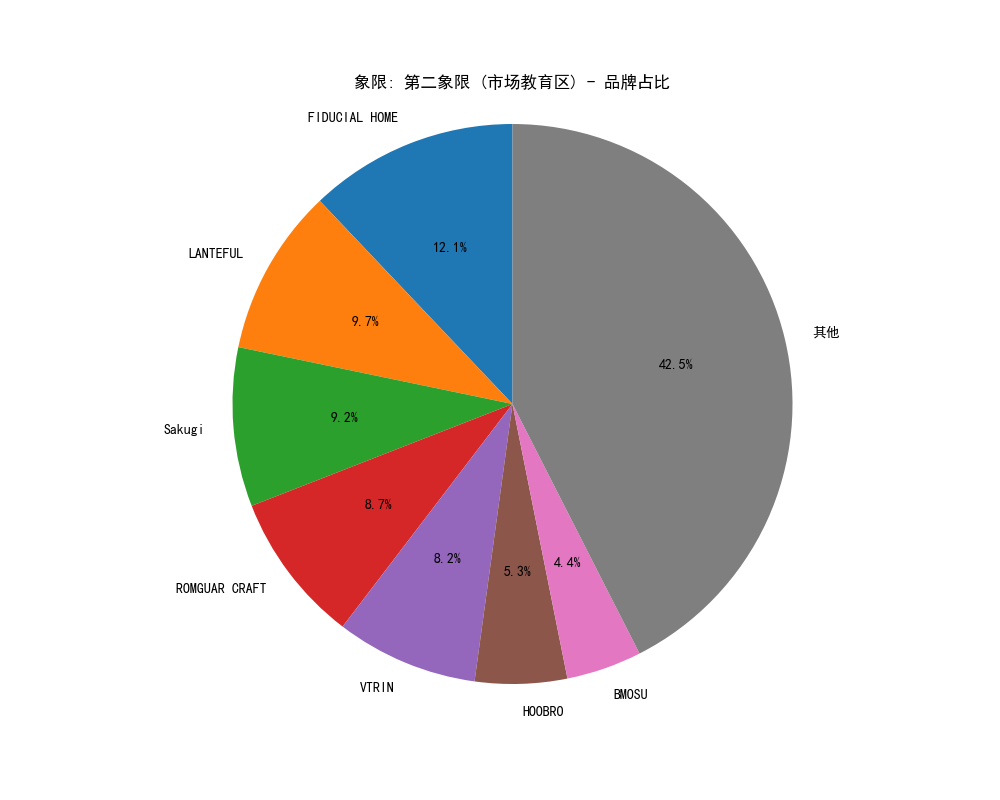 象限: 第二象限 (市场教育区) - 品牌占比
FIDUCIAL HOME
12.1%
LANTEFUL
9.7%
Sakugi
9.2%
ROMGUAR CRAFT
8.7%
VTRIN
8.2%
HOOBRO
5.3%
BMOSU
4.4%
其他
42.5%